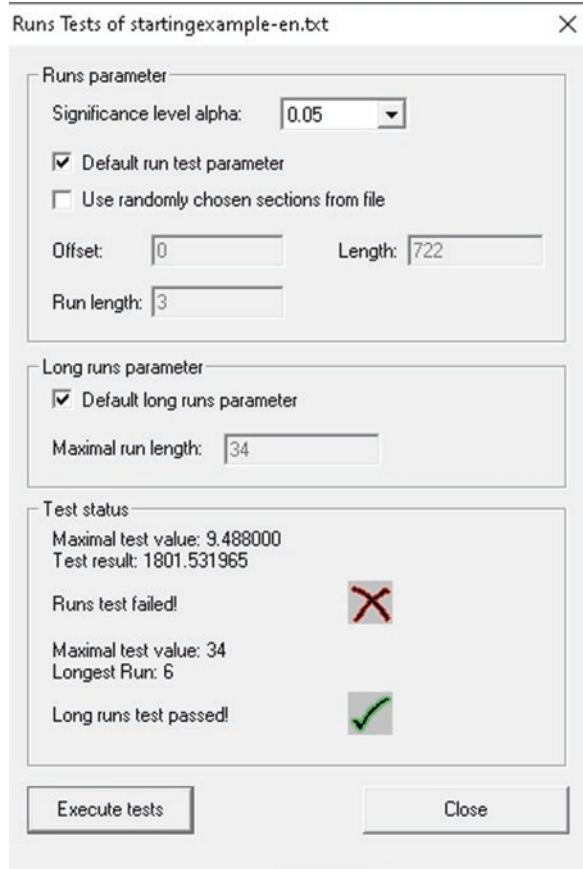 Runs Tests of startingexample-en.txt
Runs parameter
Significance level alpha: 0.05
Default run test parameter
Use randomly chosen sections from file
Offset: 0 Length: 722
Run length: 3
Long runs parameter
Default long runs parameter
Maximal run length: 34
Test status
Maximal test value: 9.488000
Test result: 1801.531965
Runs test failed!
Maximal test value: 34
Longest Run: 6
Long runs test passed!
Execute tests Close